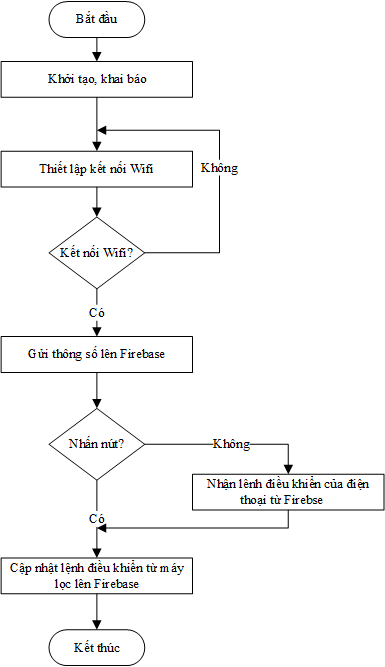 Bắt đầu
Khởi tạo, khai báo
Thiết lập kết nối Wifi
Không
Kết nối Wifi?
Có
Gửi thông số lên Firebase
Nhấn nút?
Không
Nhận lênh điều khiển của điện
thoại từ Firebse
Có
Cập nhật lệnh điều khiển từ máy
lọc lên Firebase
Kết thúc